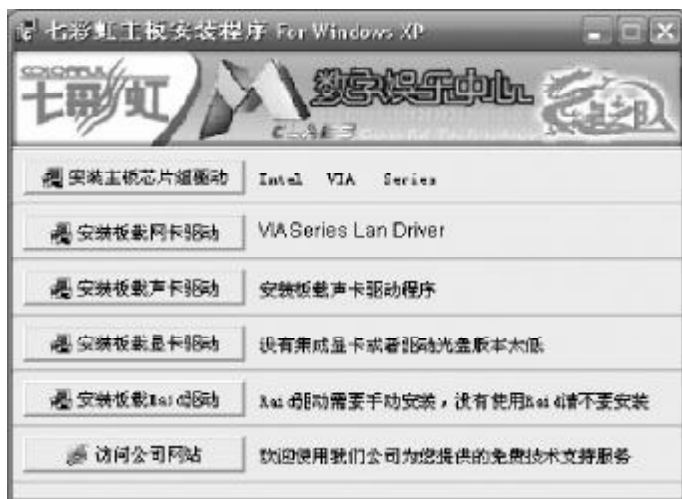 七彩虹主板安装程序 For Windows XP
COLORFUL
七彩虹
数字娱乐中心
CLASS
之队
安装主板芯片组驱动 Intel VIA Series
安装板载网卡驱动 VIA Series Lan Driver
安装板载声卡驱动 安装板载声卡驱动程序
安装板载显卡驱动 没有集成显卡或着驱动光盘版本太低
安装板载Raid驱动 Raid驱动需要手动安装，没有使用Raid请不要安装
访问公司网站 欢迎使用我们公司为您提供的免费技术支持服务